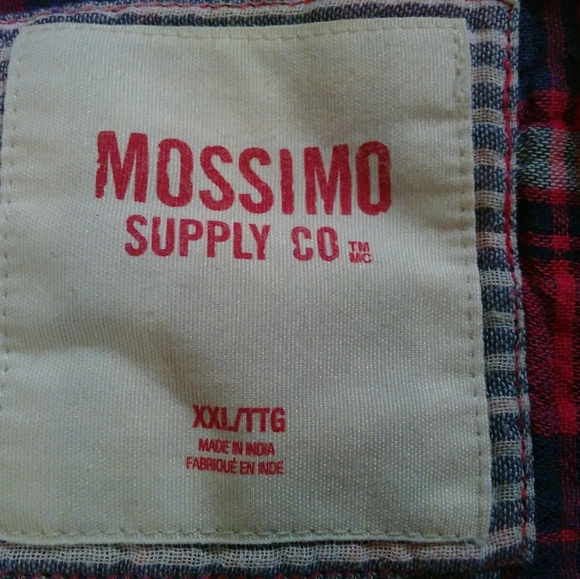 MOSSIMO
SUPPLY CO TM MC
XXL/TTG
MADE IN INDIA
FABRIQUÉ EN INDE